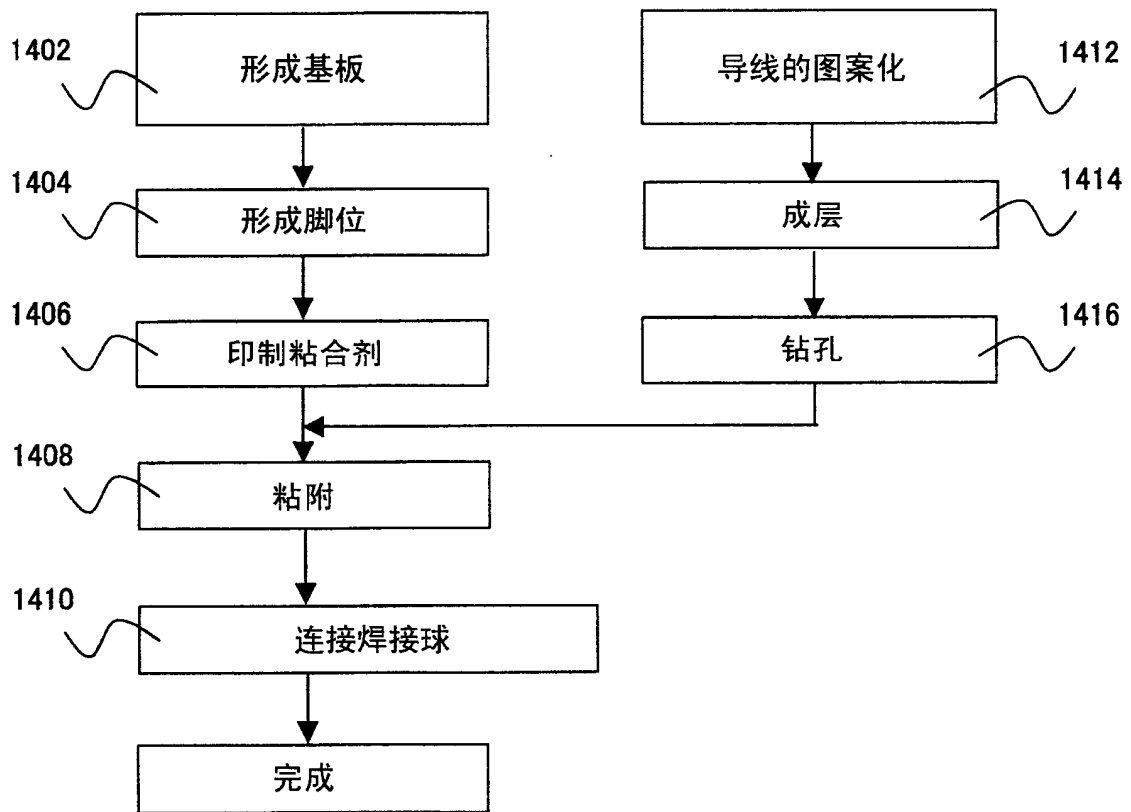 1402
形成基板
导线的图案化
1412
1404
形成脚位
成层
1414
1406
印制粘合剂
钻孔
1416
1408
粘附
1410
连接焊接球
完成